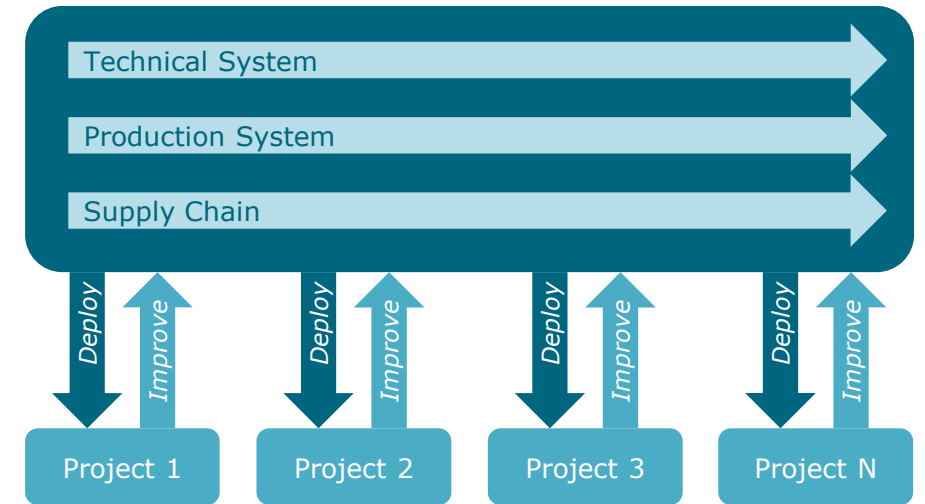 Technical System
Production System
Supply Chain
Deploy
Improve
Deploy
Improve
Deploy
Improve
Deploy
Improve
Project 1
Project 2
Project 3
Project N